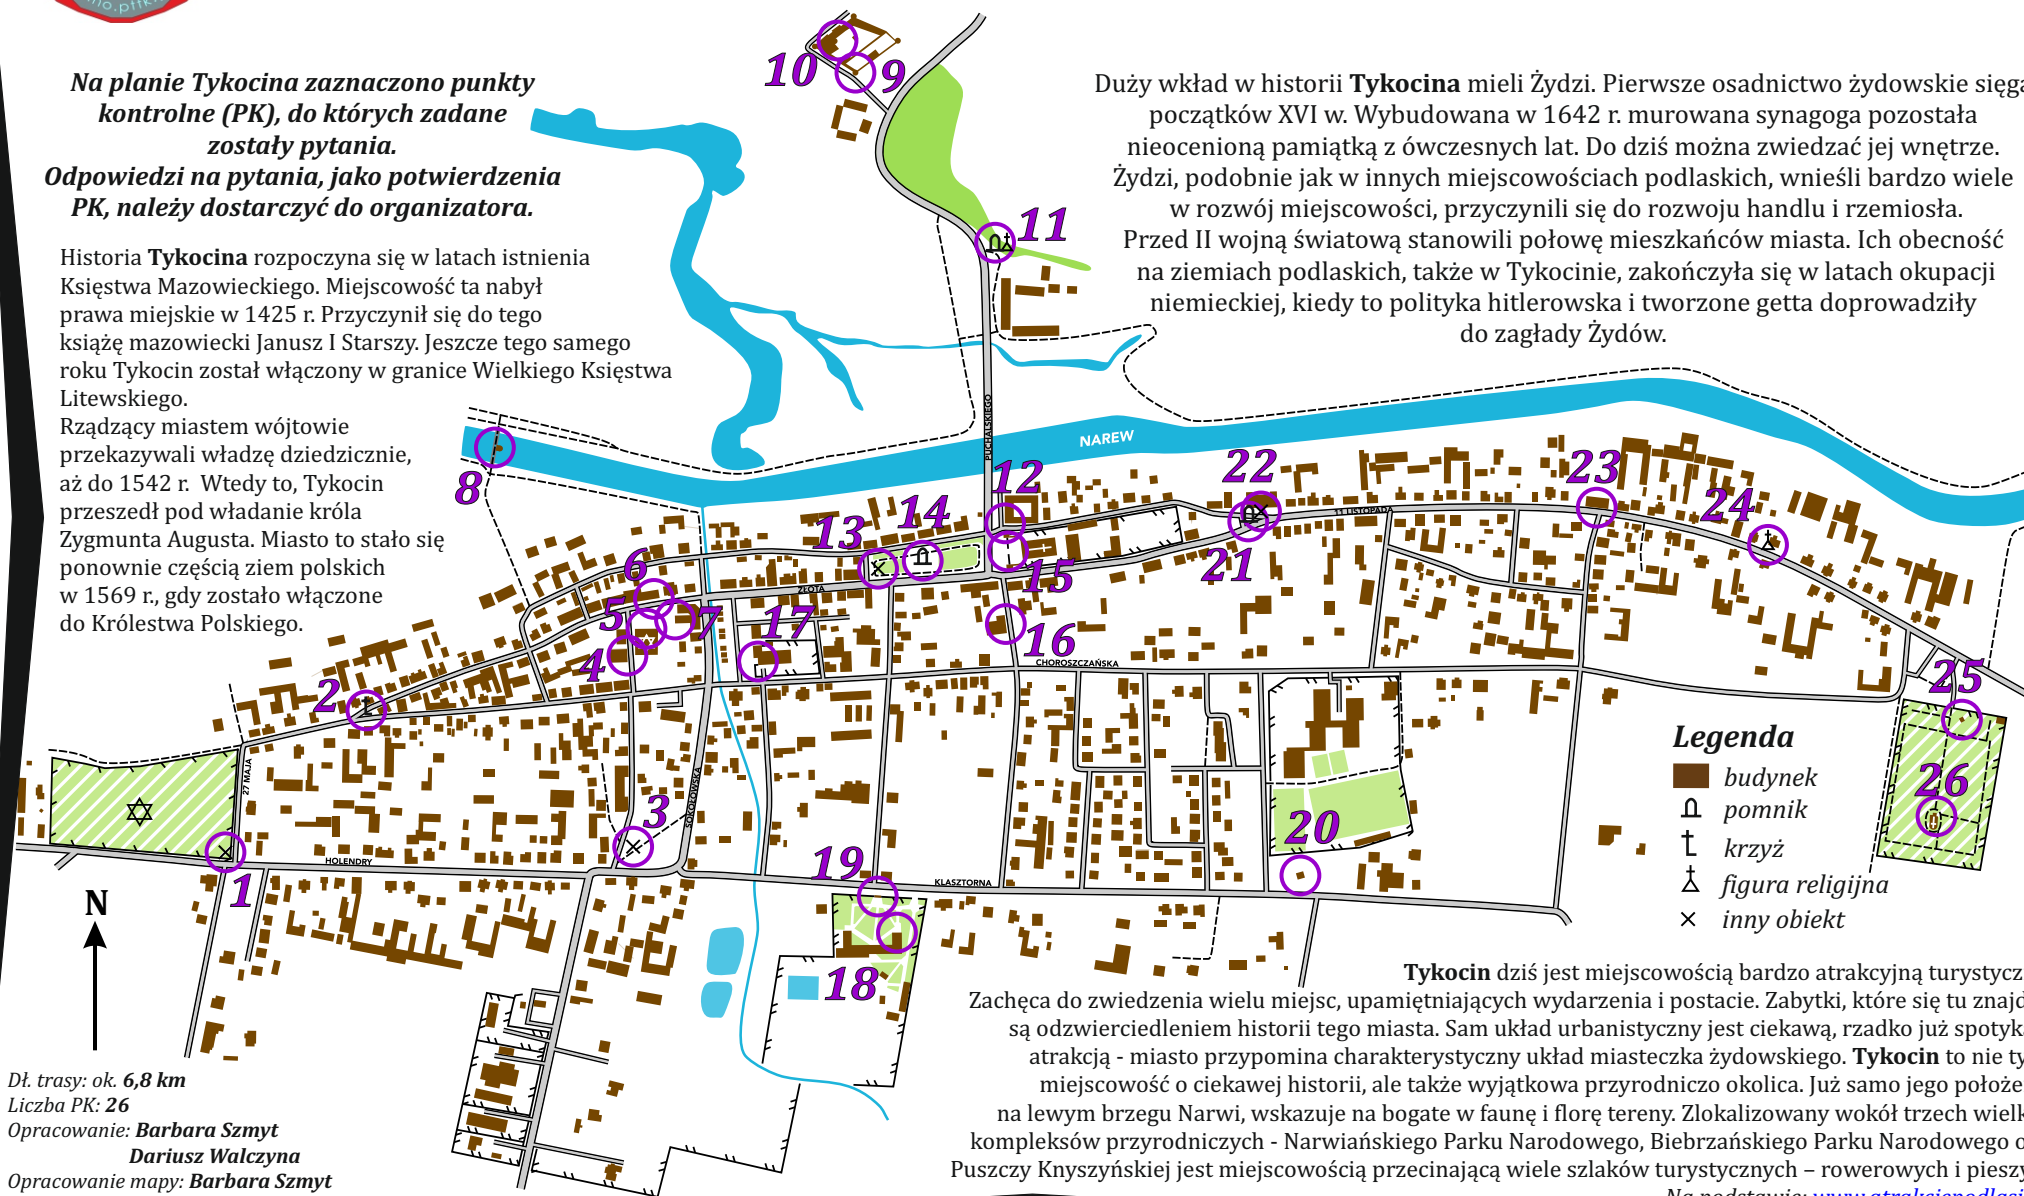 no.pttk
Na planie Tykocina zaznaczono punkty
kontrolne (PK), do których zadane
zostały pytania.
Odpowiedzi na pytania, jako potwierdzenia
PK, należy dostarczyć do organizatora.
Historia Tykocina rozpoczyna się w latach istnienia
Księstwa Mazowieckiego. Miejscowość ta nabył
prawa miejskie w 1425 r. Przyczynił się do tego
książę mazowiecki Janusz I Starszy. Jeszcze tego samego
roku Tykocin został włączony w granice Wielkiego Księstwa
Litewskiego.
Rządzący miastem wójtowie
przekazywali władzę dziedzicznie,
aż do 1542 r. Wtedy to, Tykocin
przeszedł pod władanie króla
Zygmunta Augusta. Miasto to stało się
ponownie częścią ziem polskich
w 1569 r., gdy zostało włączone
do Królestwa Polskiego.
Duży wkład w historii Tykocina mieli Żydzi. Pierwsze osadnictwo żydowskie sięga
początków XVI w. Wybudowana w 1642 r. murowana synagoga pozostała
nieocenioną pamiątką z ówczesnych lat. Do dziś można zwiedzać jej wnętrze.
Żydzi, podobnie jak w innych miejscowościach podlaskich, wnieśli bardzo wiele
w rozwój miejscowości, przyczynili się do rozwoju handlu i rzemiosła.
Przed II wojną światową stanowili połowę mieszkańców miasta. Ich obecność
na ziemiach podlaskich, także w Tykocinie, zakończyła się w latach okupacji
niemieckiej, kiedy to polityka hitlerowska i tworzone getta doprowadziły
do zagłady Żydów.
10
9
11
PUCHALSKIEGO
NAREW
8
12
22
23
13
14
24
11 LISTOPADA
6
15
21
ZŁOTA
5
7
17
4
16
CHOROSZCZAŃSKA
2
25
27 MAJA
SOKOŁOWSKA
3
20
26
HOLENDRY
19
KLASZTORNA
1
18
N
Legenda
budynek
pomnik
krzyż
figura religijna
inny obiekt
Tykocin dziś jest miejscowością bardzo atrakcyjną turystycz
Zachęca do zwiedzenia wielu miejsc, upamiętniających wydarzenia i postacie. Zabytki, które się tu znajd
są odzwierciedleniem historii tego miasta. Sam układ urbanistyczny jest ciekawą, rzadko już spotyk
atrakcją - miasto przypomina charakterystyczny układ miasteczka żydowskiego. Tykocin to nie ty
miejscowość o ciekawej historii, ale także wyjątkowa przyrodniczo okolica. Już samo jego położe
na lewym brzegu Narwi, wskazuje na bogate w faunę i florę tereny. Zlokalizowany wokół trzech wielk
kompleksów przyrodniczych - Narwiańskiego Parku Narodowego, Biebrzańskiego Parku Narodowego o
Puszczy Knyszyńskiej jest miejscowością przecinającą wiele szlaków turystycznych – rowerowych i pieszy
Na podstawie: www.atrakcjepodlasi
Dł. trasy: ok. 6,8 km
Liczba PK: 26
Opracowanie: Barbara Szmyt
Dariusz Walczyna
Opracowanie mapy: Barbara Szmyt